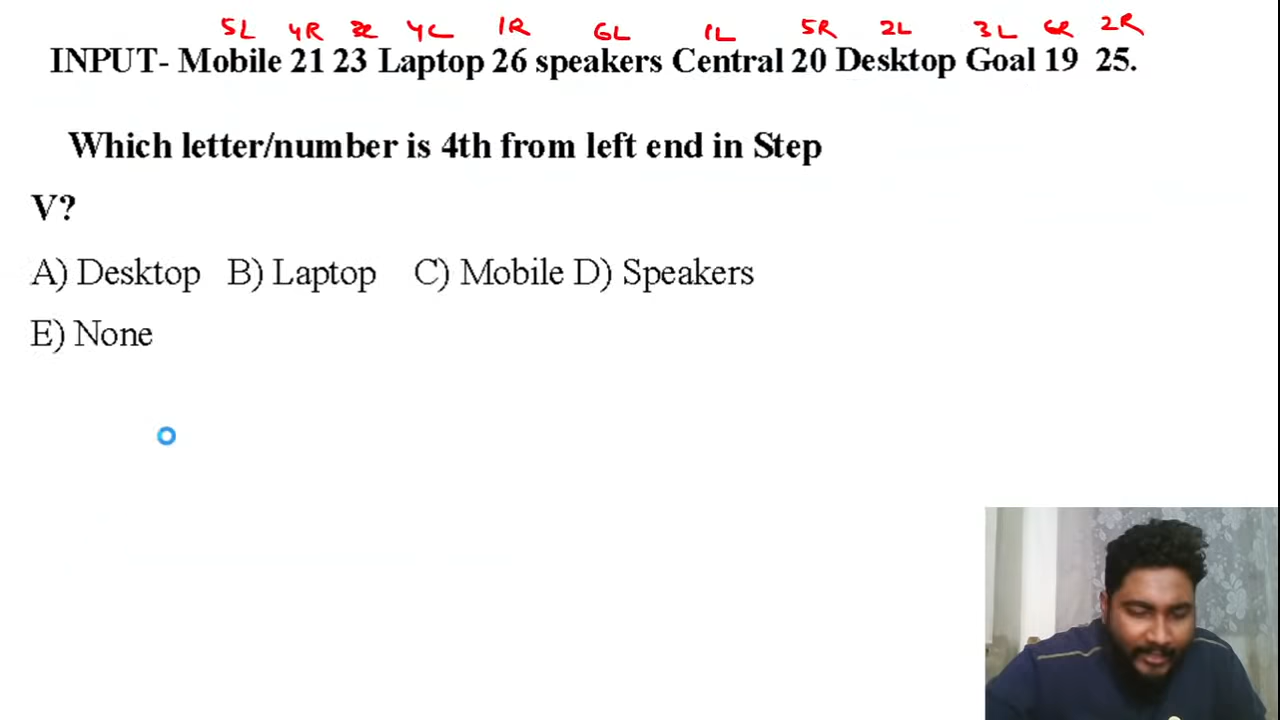 5L 4R 3R 4L 1R 6L 1L 5R 2L 3L 6R 2R
INPUT- Mobile 21 23 Laptop 26 speakers Central 20 Desktop Goal 19 25.
Which letter/number is 4th from left end in Step
V?
A) Desktop B) Laptop C) Mobile D) Speakers
E) None